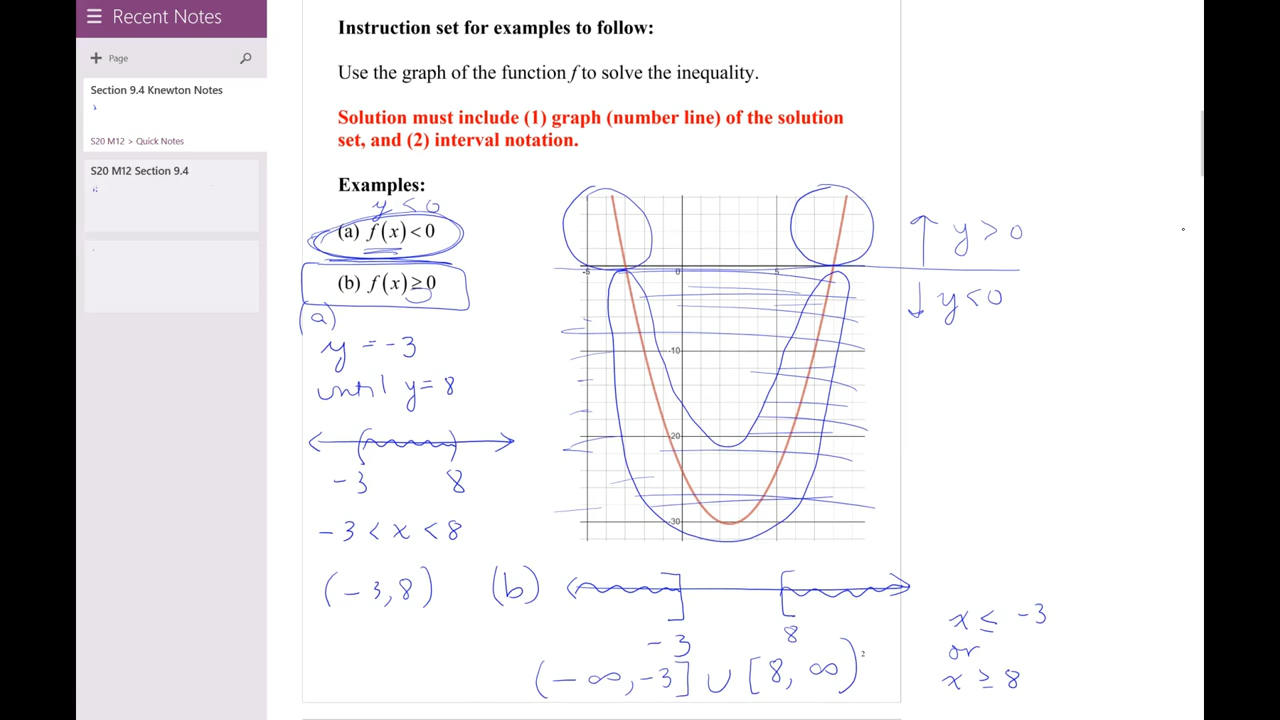 Recent Notes
Page
Section 9.4 Knewton Notes
S20 M12 > Quick Notes
S20 M12 Section 9.4
Instruction set for examples to follow:
Use the graph of the function f to solve the inequality.
Solution must include (1) graph (number line) of the solution
set, and (2) interval notation.
Examples:
y < 0
(a) f(x) < 0
(b) f(x) ≥ 0
(a)
y = -3
until y = 8
-3 8
-3 < x < 8
(-3, 8)
-5 0 5
-10
-20
-30
↑ y > 0
↓ y < 0
(b)
-3 8
(-∞, -3] ∪ [8, ∞)
2
x ≤ -3
or
x ≥ 8